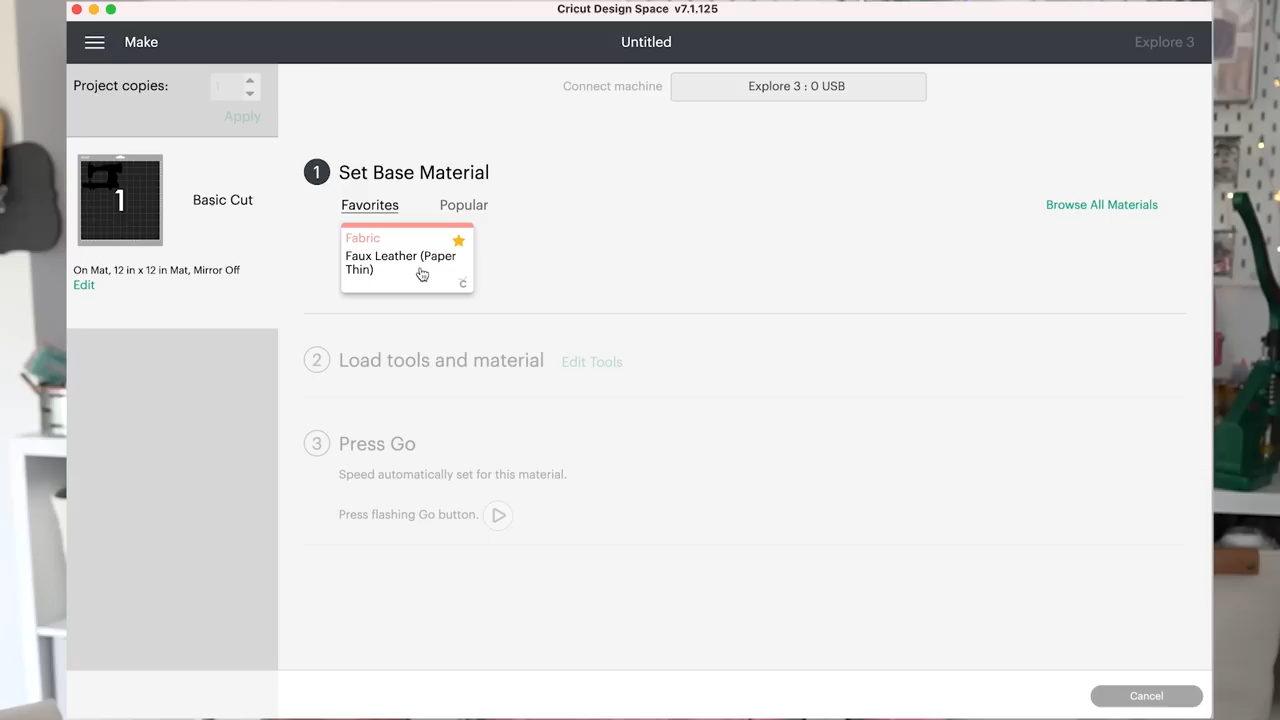 Cricut Design Space v7.1.125
Make
Untitled
Explore 3
Project copies:
1
Apply
Connect machine
Explore 3 : 0 USB
1
Basic Cut
On Mat, 12 in x 12 in Mat, Mirror Off
Edit
1 Set Base Material
Favorites
Popular
Browse All Materials
Fabric
Faux Leather (Paper
Thin)
2 Load tools and material
Edit Tools
3 Press Go
Speed automatically set for this material.
Press flashing Go button.
Cancel